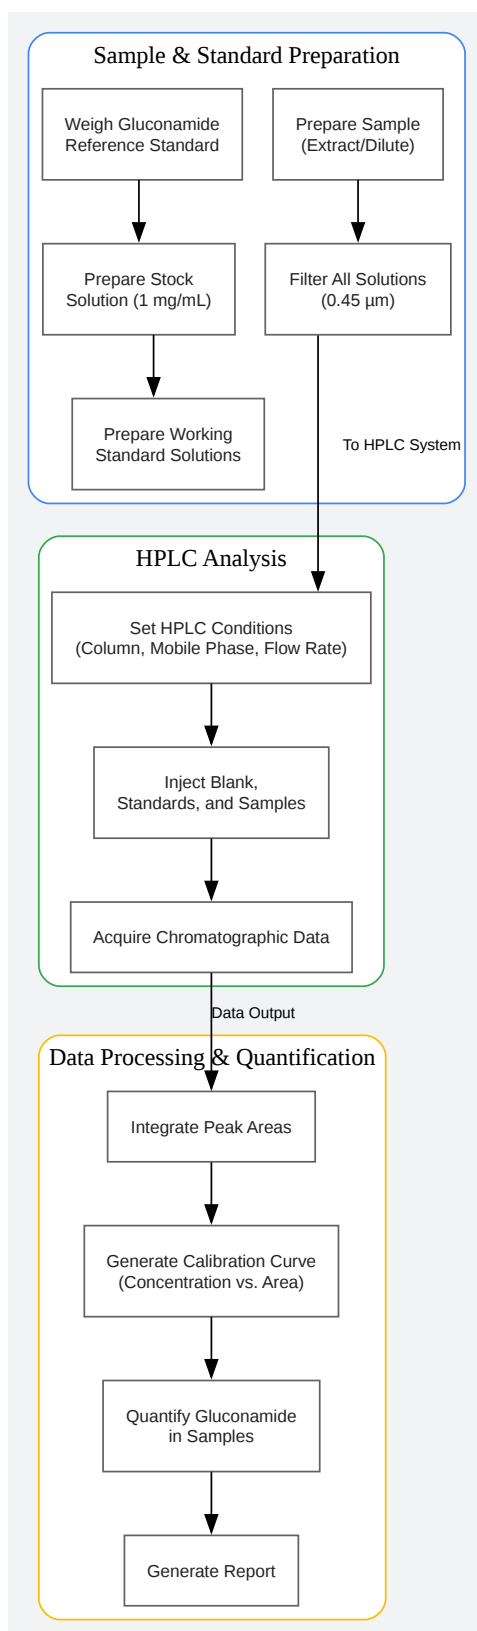 Sample & Standard Preparation
Weigh Gluconamide
Reference Standard
Prepare Sample
(Extract/Dilute)
Prepare Stock
Solution (1 mg/mL)
Filter All Solutions
(0.45 µm)
Prepare Working
Standard Solutions
To HPLC System
HPLC Analysis
Set HPLC Conditions
(Column, Mobile Phase, Flow Rate)
Inject Blank,
Standards, and Samples
Acquire Chromatographic Data
Data Output
Data Processing & Quantification
Integrate Peak Areas
Generate Calibration Curve
(Concentration vs. Area)
Quantify Gluconamide
in Samples
Generate Report